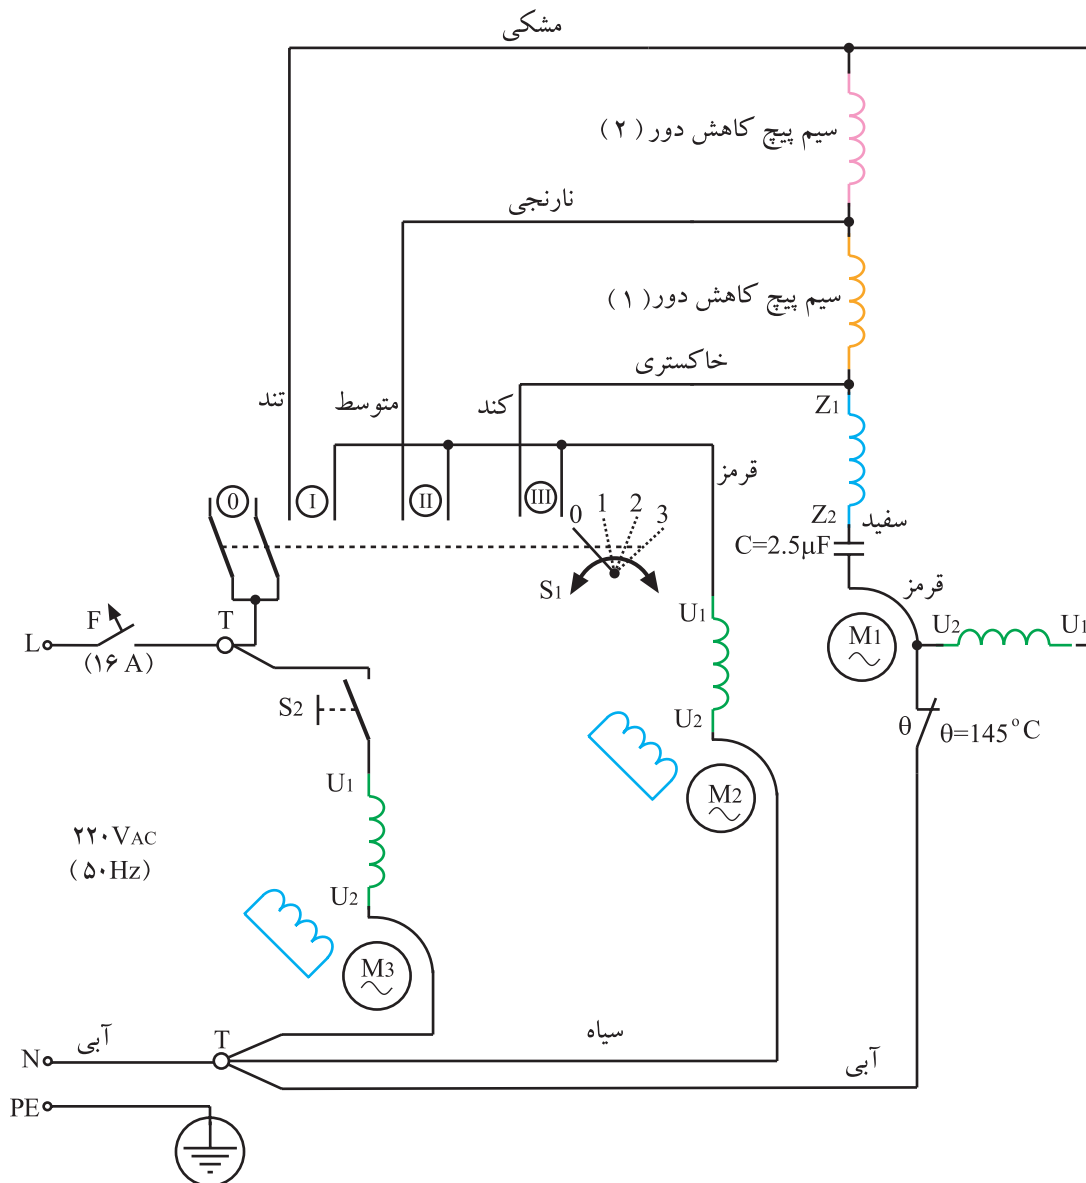 مشکی
سیم پیچ کاهش دور (۲)
نارنجی
سیم پیچ کاهش دور (۱)
خاکستری
تند
متوسط
کند
Z1
قرمز
0
I
II
III
0 1 2 3
Z2
سفید
C=2.5µF
S1
قرمز
F
T
U1
M1
U2
U1
L
(۱۶ A)
S2
U2
θ
θ=145°C
U1
M2
۲۲۰VAC
(۵۰Hz)
U2
M3
آبی
T
سیاه
آبی
N
PE